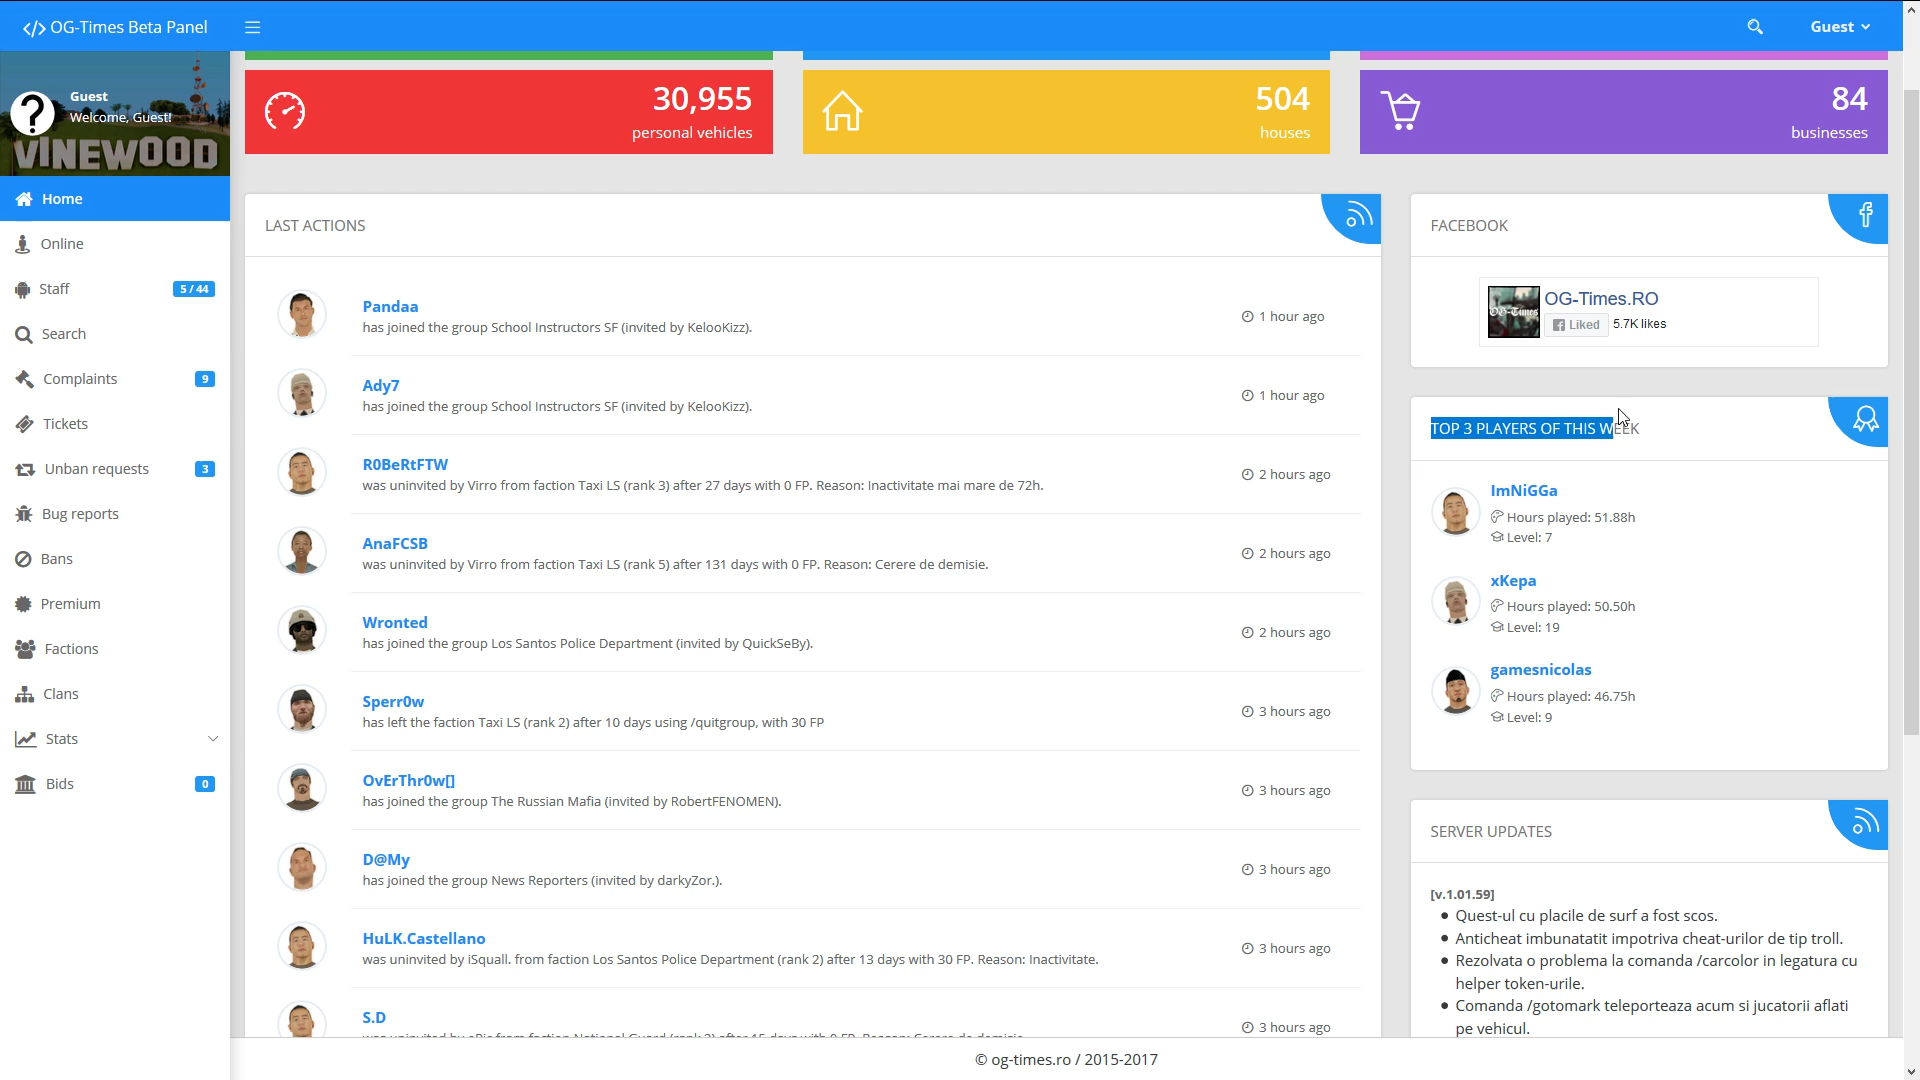 </> OG-Times Beta Panel
Guest
Guest
Welcome, Guest!
VINEWOOD
Home
Online
Staff
5 / 44
Search
Complaints
9
Tickets
Unban requests
3
Bug reports
Bans
Premium
Factions
Clans
Stats
Bids
0
30,955
personal vehicles
504
houses
84
businesses
LAST ACTIONS
Pandaa
has joined the group School Instructors SF (invited by KelooKizz).
1 hour ago
Ady7
has joined the group School Instructors SF (invited by KelooKizz).
1 hour ago
R0BeRtFTW
was uninvited by Virro from faction Taxi LS (rank 3) after 27 days with 0 FP. Reason: Inactivitate mai mare de 72h.
2 hours ago
AnaFCSB
was uninvited by Virro from faction Taxi LS (rank 5) after 131 days with 0 FP. Reason: Cerere de demisie.
2 hours ago
Wronted
has joined the group Los Santos Police Department (invited by QuickSeBy).
2 hours ago
Sperr0w
has left the faction Taxi LS (rank 2) after 10 days using /quitgroup, with 30 FP
3 hours ago
OvErThr0w[]
has joined the group The Russian Mafia (invited by RobertFENOMEN).
3 hours ago
D@My
has joined the group News Reporters (invited by darkyZor.).
3 hours ago
HuLK.Castellano
was uninvited by iSquall. from faction Los Santos Police Department (rank 2) after 13 days with 30 FP. Reason: Inactivitate.
3 hours ago
S.D
3 hours ago
FACEBOOK
OG-Times
OG-Times.RO
Liked
5.7K likes
TOP 3 PLAYERS OF THIS WEEK
ImNiGGa
Hours played: 51.88h
Level: 7
xKepa
Hours played: 50.50h
Level: 19
gamesnicolas
Hours played: 46.75h
Level: 9
SERVER UPDATES
[v.1.01.59]
Quest-ul cu placile de surf a fost scos.
Anticheat imbunatatit impotriva cheat-urilor de tip troll.
Rezolvata o problema la comanda /carcolor in legatura cu
helper token-urile.
Comanda /gotomark teleporteaza acum si jucatorii aflati
pe vehicul.
© og-times.ro / 2015-2017